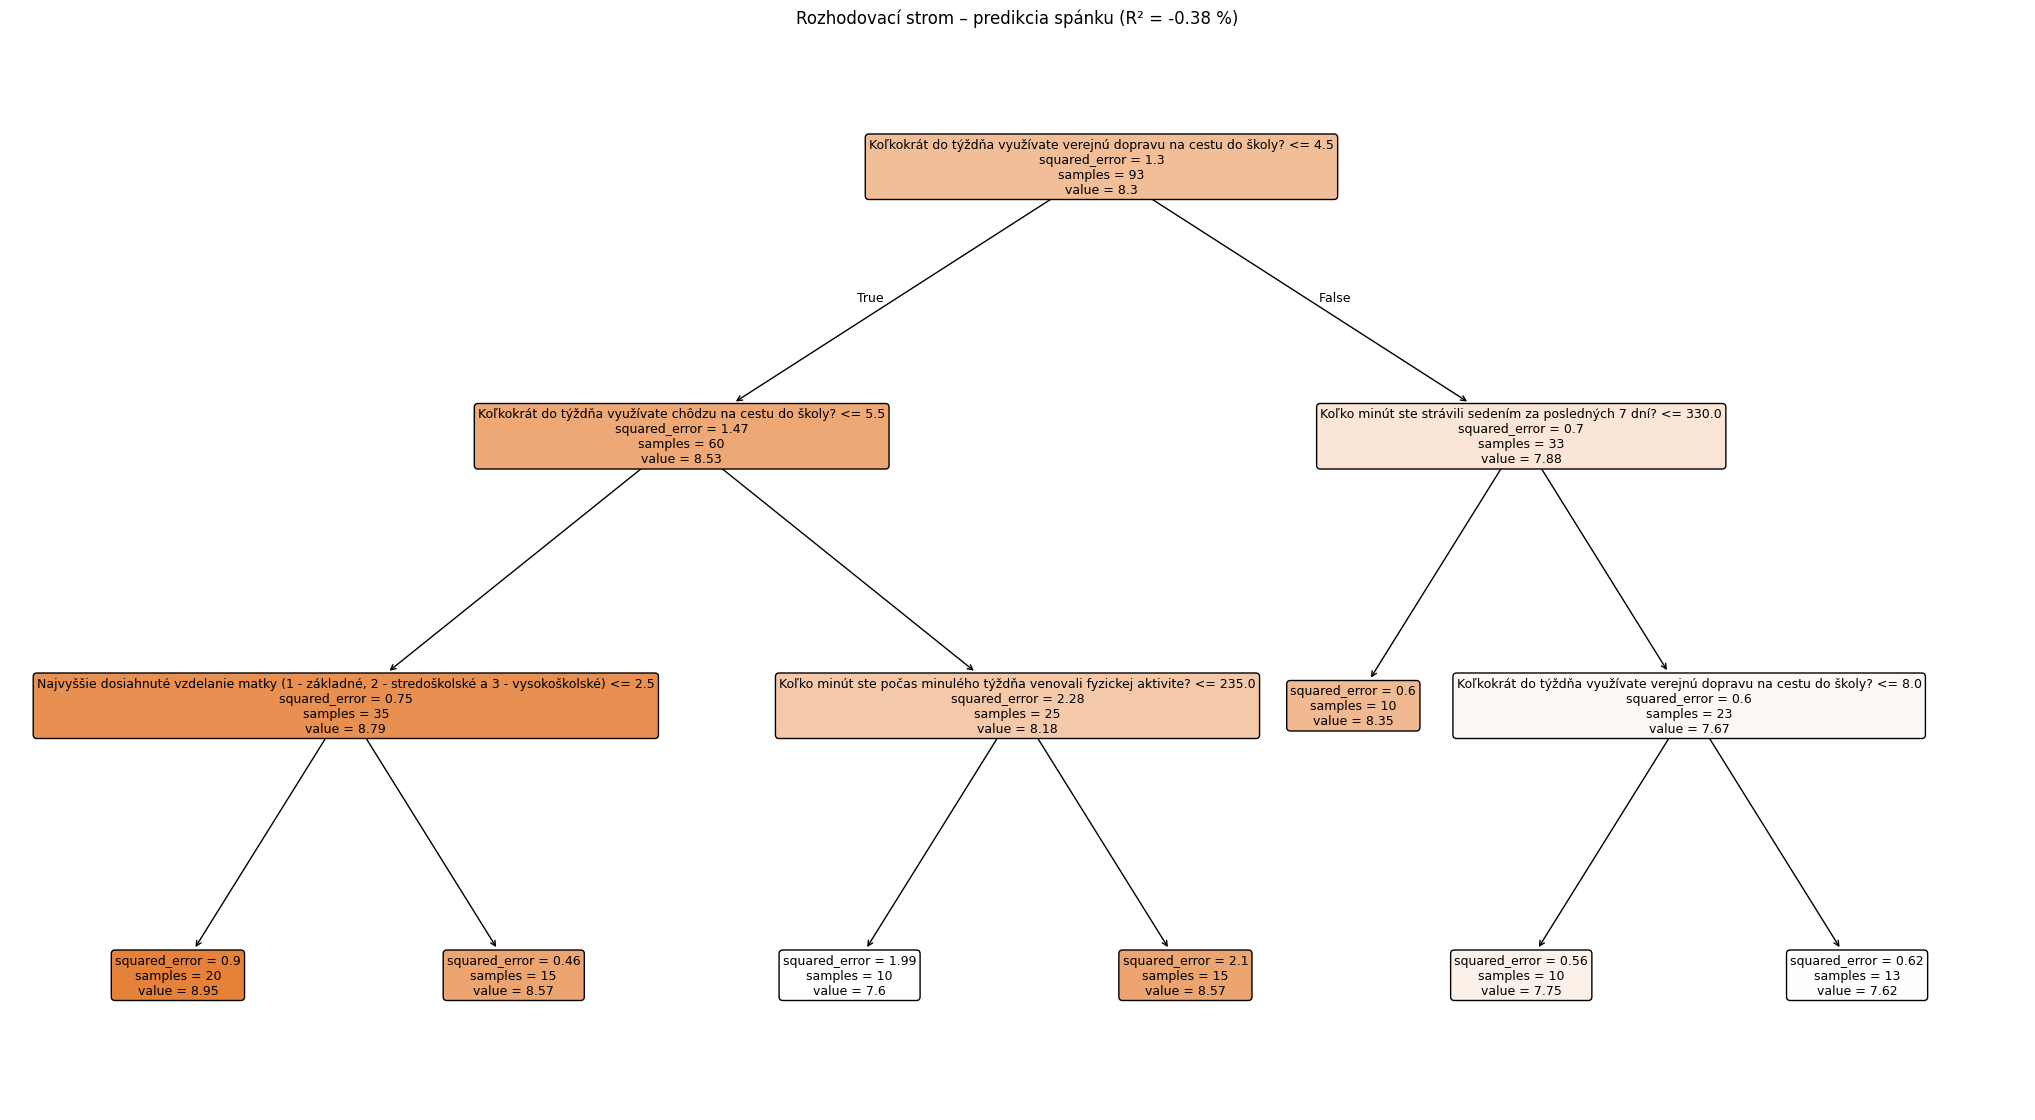 Rozhodovací strom – predikcia spánku (R² = -0.38 %)
Koľkokrát do týždňa využívate verejnú dopravu na cestu do školy? <= 4.5
squared_error = 1.3
samples = 93
value = 8.3
True
False
Koľkokrát do týždňa využívate chôdzu na cestu do školy? <= 5.5
squared_error = 1.47
samples = 60
value = 8.53
Koľko minút ste strávili sedením za posledných 7 dní? <= 330.0
squared_error = 0.7
samples = 33
value = 7.88
Najvyššie dosiahnuté vzdelanie matky (1 - základné, 2 - stredoškolské a 3 - vysokoškolské) <= 2.5
squared_error = 0.75
samples = 35
value = 8.79
Koľko minút ste počas minulého týždňa venovali fyzickej aktivite? <= 235.0
squared_error = 2.28
samples = 25
value = 8.18
squared_error = 0.6
samples = 10
value = 8.35
Koľkokrát do týždňa využívate verejnú dopravu na cestu do školy? <= 8.0
squared_error = 0.6
samples = 23
value = 7.67
squared_error = 0.9
samples = 20
value = 8.95
squared_error = 0.46
samples = 15
value = 8.57
squared_error = 1.99
samples = 10
value = 7.6
squared_error = 2.1
samples = 15
value = 8.57
squared_error = 0.56
samples = 10
value = 7.75
squared_error = 0.62
samples = 13
value = 7.62